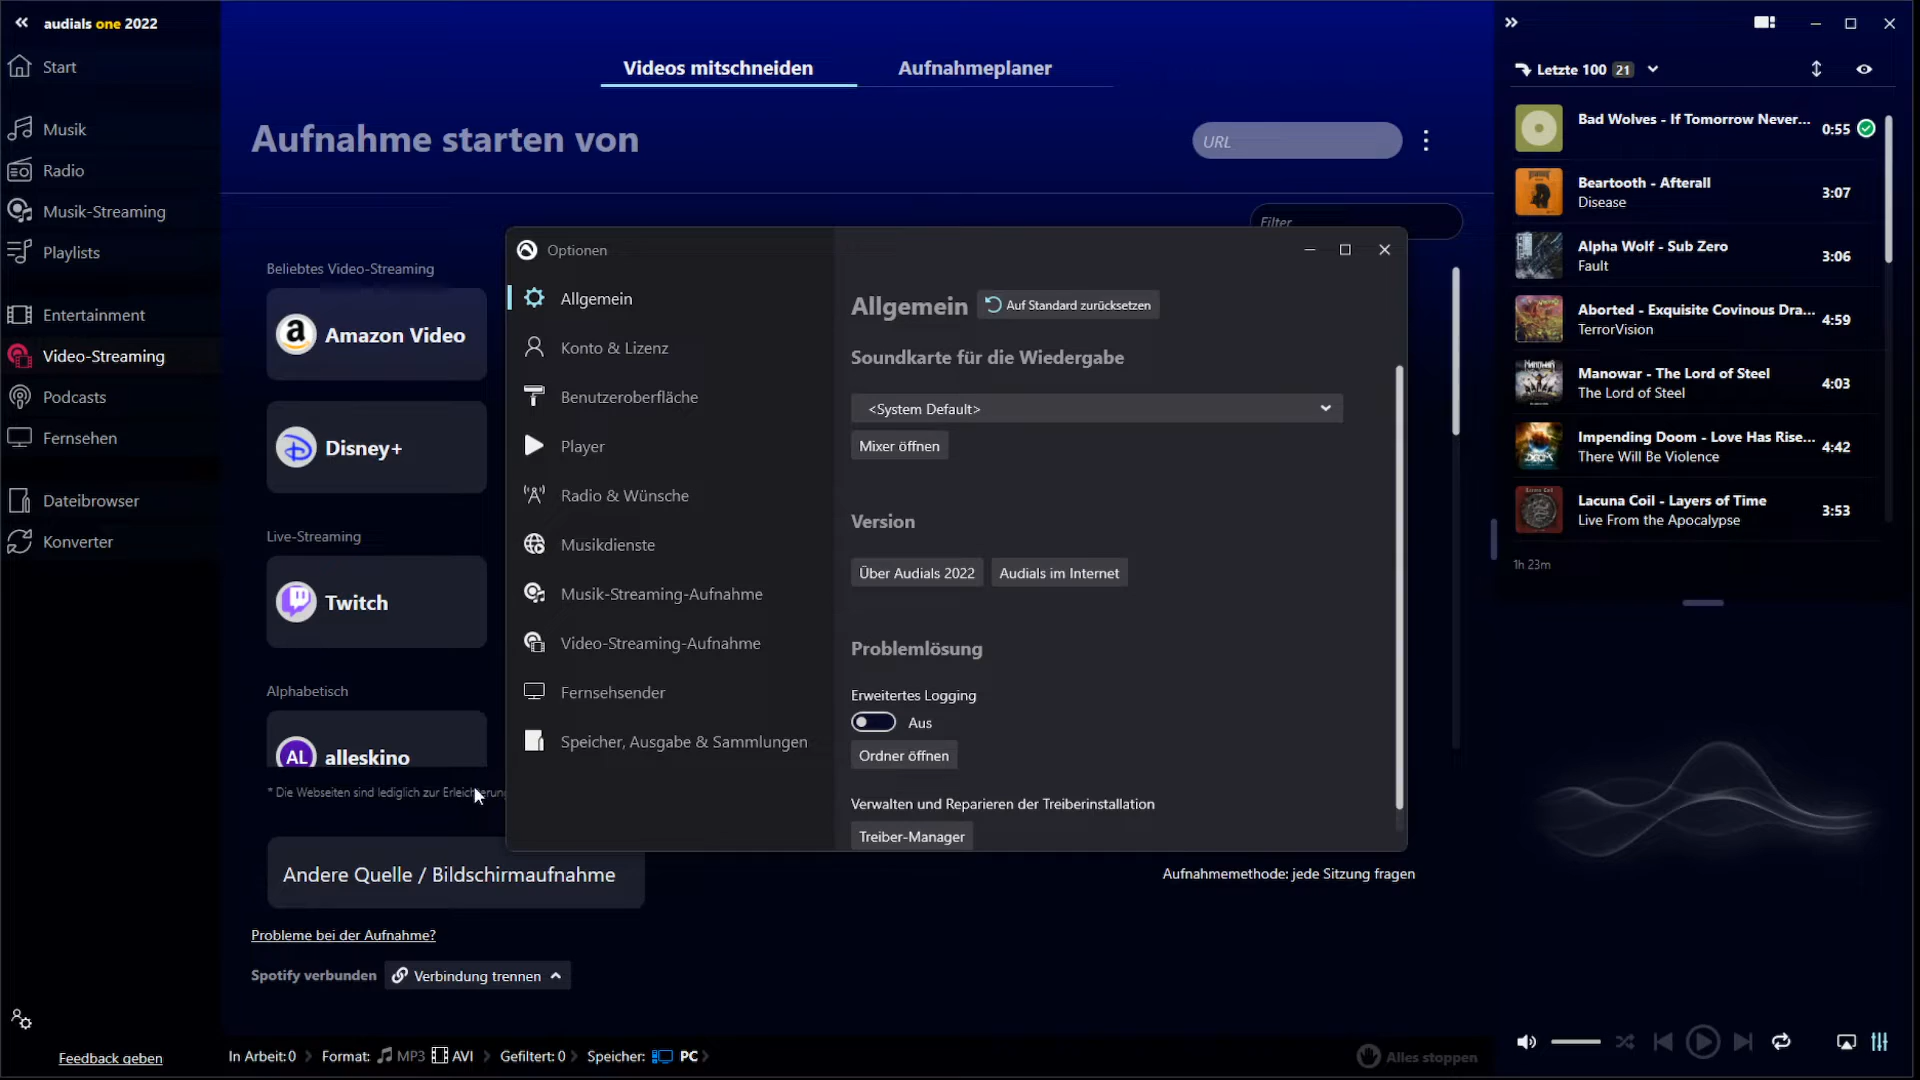 audials one 2022
Start
Musik
Radio
Musik-Streaming
Playlists
Entertainment
Video-Streaming
Podcasts
Fernsehen
Dateibrowser
Konverter
Feedback geben
Videos mitschneiden
Aufnahmeplaner
Aufnahme starten von
URL
Filter
Beliebtes Video-Streaming
Amazon Video
Disney+
Live-Streaming
Twitch
Alphabetisch
AL alleskino
* Die Webseiten sind lediglich zur Erleichterung
Andere Quelle / Bildschirmaufnahme
Aufnahmemethode: jede Sitzung fragen
Probleme bei der Aufnahme?
Spotify verbunden
Verbindung trennen
In Arbeit: 0
Format: MP3 AVI
Gefiltert: 0
Speicher: PC
Alles stoppen
Optionen
Allgemein
Konto & Lizenz
Benutzeroberfläche
Player
Radio & Wünsche
Musikdienste
Musik-Streaming-Aufnahme
Video-Streaming-Aufnahme
Fernsehsender
Speicher, Ausgabe & Sammlungen
Allgemein
Auf Standard zurücksetzen
Soundkarte für die Wiedergabe
<System Default>
Mixer öffnen
Version
Über Audials 2022
Audials im Internet
Problemlösung
Erweitertes Logging
Aus
Ordner öffnen
Verwalten und Reparieren der Treiberinstallation
Treiber-Manager
Letzte 100 21
Bad Wolves - If Tomorrow Never...
0:55
Beartooth - Afterall
Disease
3:07
Alpha Wolf - Sub Zero
Fault
3:06
Aborted - Exquisite Covinous Dra...
TerrorVision
4:59
Manowar - The Lord of Steel
The Lord of Steel
4:03
Impending Doom - Love Has Rise...
There Will Be Violence
4:42
Lacuna Coil - Layers of Time
Live From the Apocalypse
3:53
1h 23m